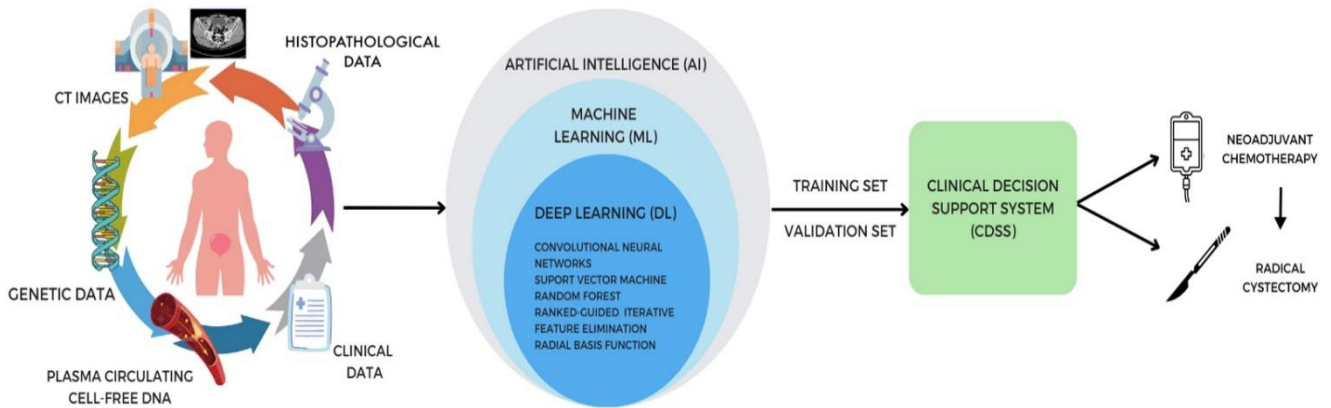 HISTOPATHOLOGICAL
DATA
CT IMAGES
GENETIC DATA
PLASMA CIRCULATING
CELL-FREE DNA
CLINICAL
DATA
ARTIFICIAL INTELLIGENCE (AI)
MACHINE
LEARNING (ML)
DEEP LEARNING (DL)
CONVOLUTIONAL NEURAL
NETWORKS
SUPORT VECTOR MACHINE
RANDOM FOREST
RANKED-GUIDED ITERATIVE
FEATURE ELIMINATION
RADIAL BASIS FUNCTION
TRAINING SET
VALIDATION SET
CLINICAL DECISION
SUPPORT SYSTEM
(CDSS)
NEOADJUVANT
CHEMOTHERAPY
RADICAL
CYSTECTOMY